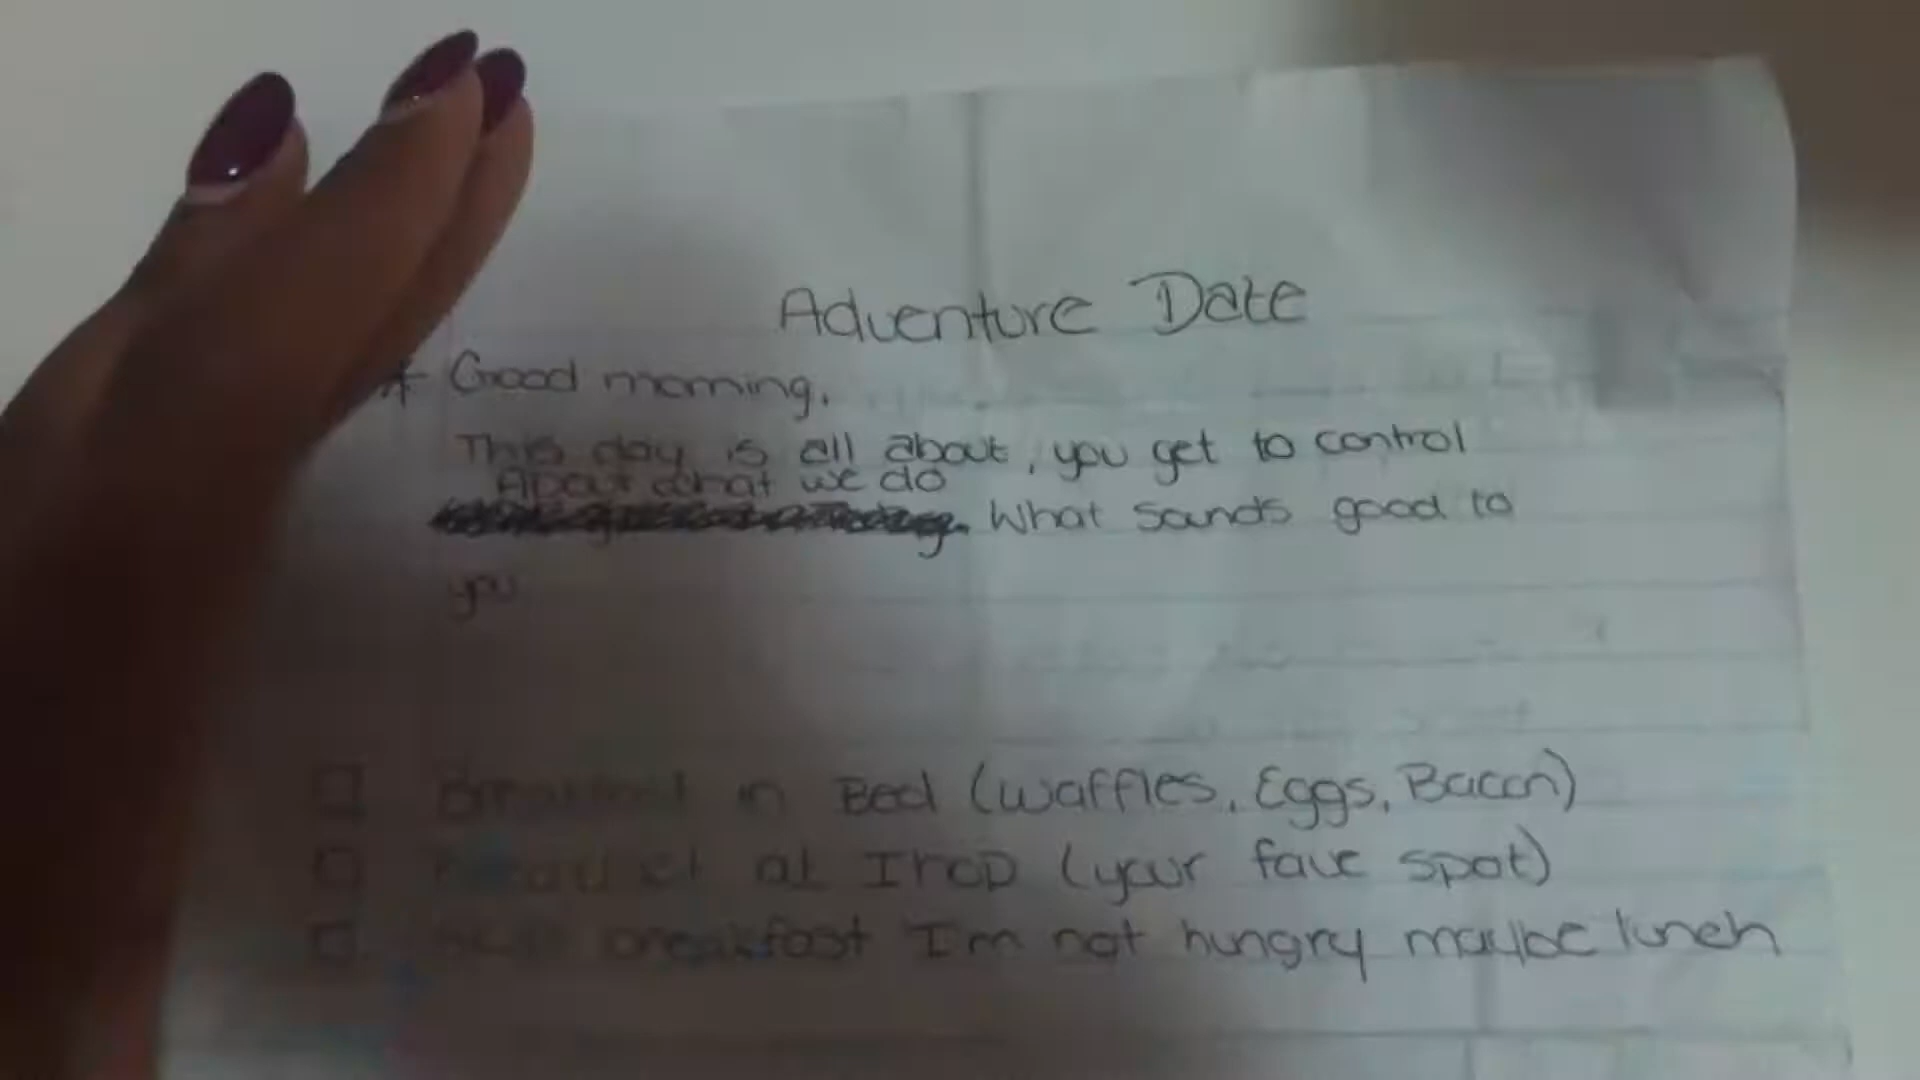 Adventure Date
* Good morning,
This day is all about, you get to control
About what we do
What sounds good to
you
Breakfast in Bed (waffles, Eggs, Bacon)
at Ihop (your fave spot)
breakfast I'm not hungry maybe lunch